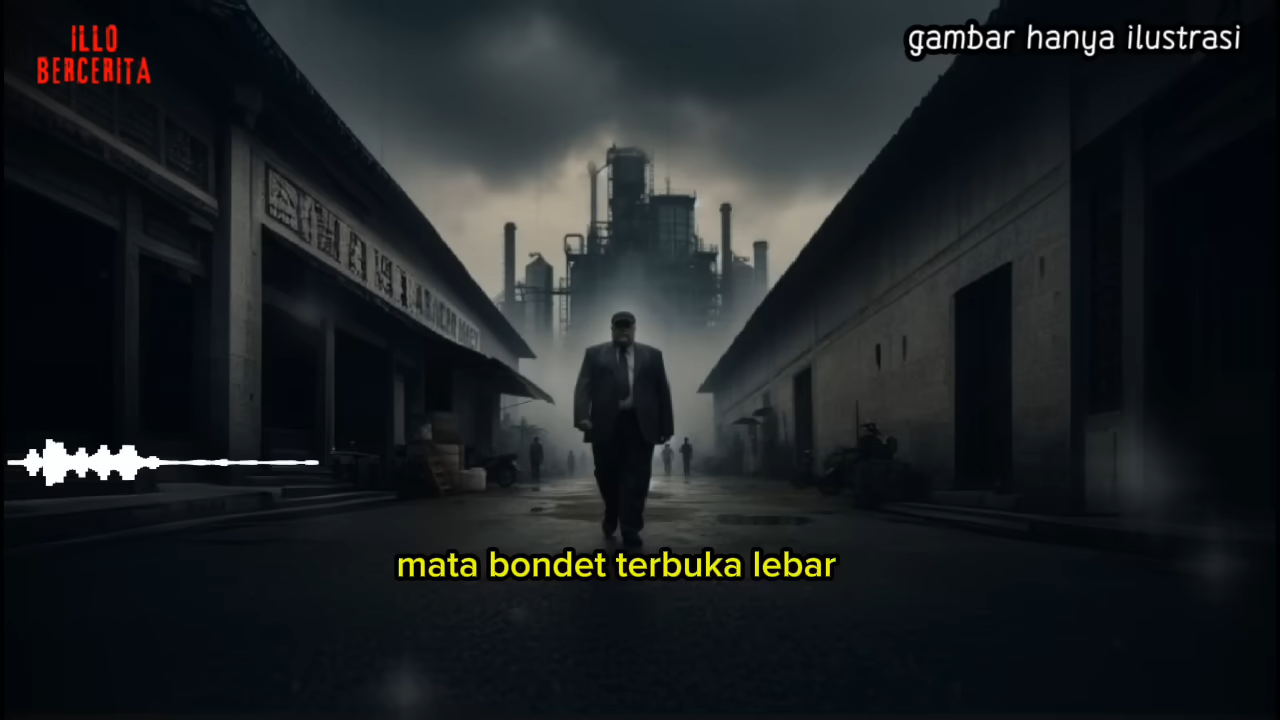 ILLO
BERCERITA
gambar hanya ilustrasi
mata bondet terbuka lebar